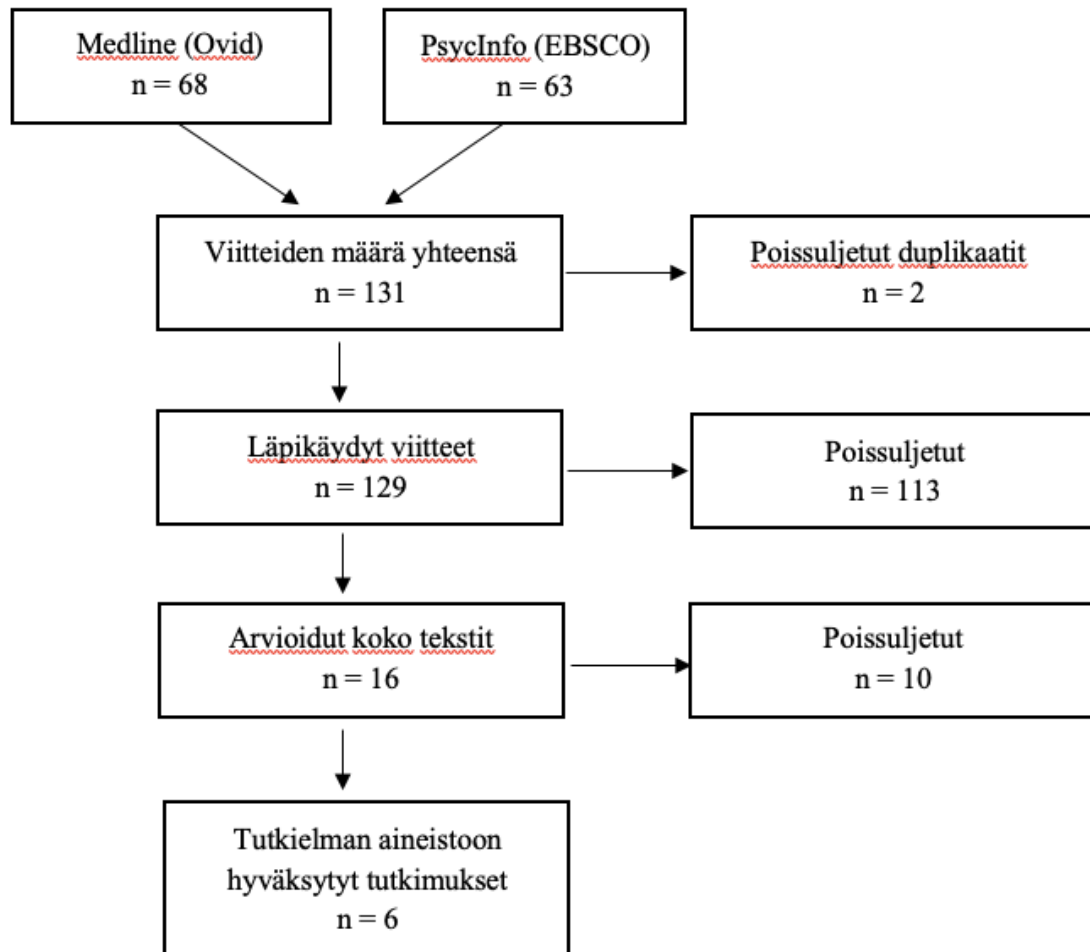 Medline (Ovid)
n = 68
PsycInfo (EBSCO)
n = 63
Viitteiden määrä yhteensä
n = 131
Poissuljetut duplikaatit
n = 2
Läpikäydyt viitteet
n = 129
Poissuljetut
n = 113
Arvioidut koko tekstit
n = 16
Poissuljetut
n = 10
Tutkielman aineistoon
hyväksytyt tutkimukset
n = 6